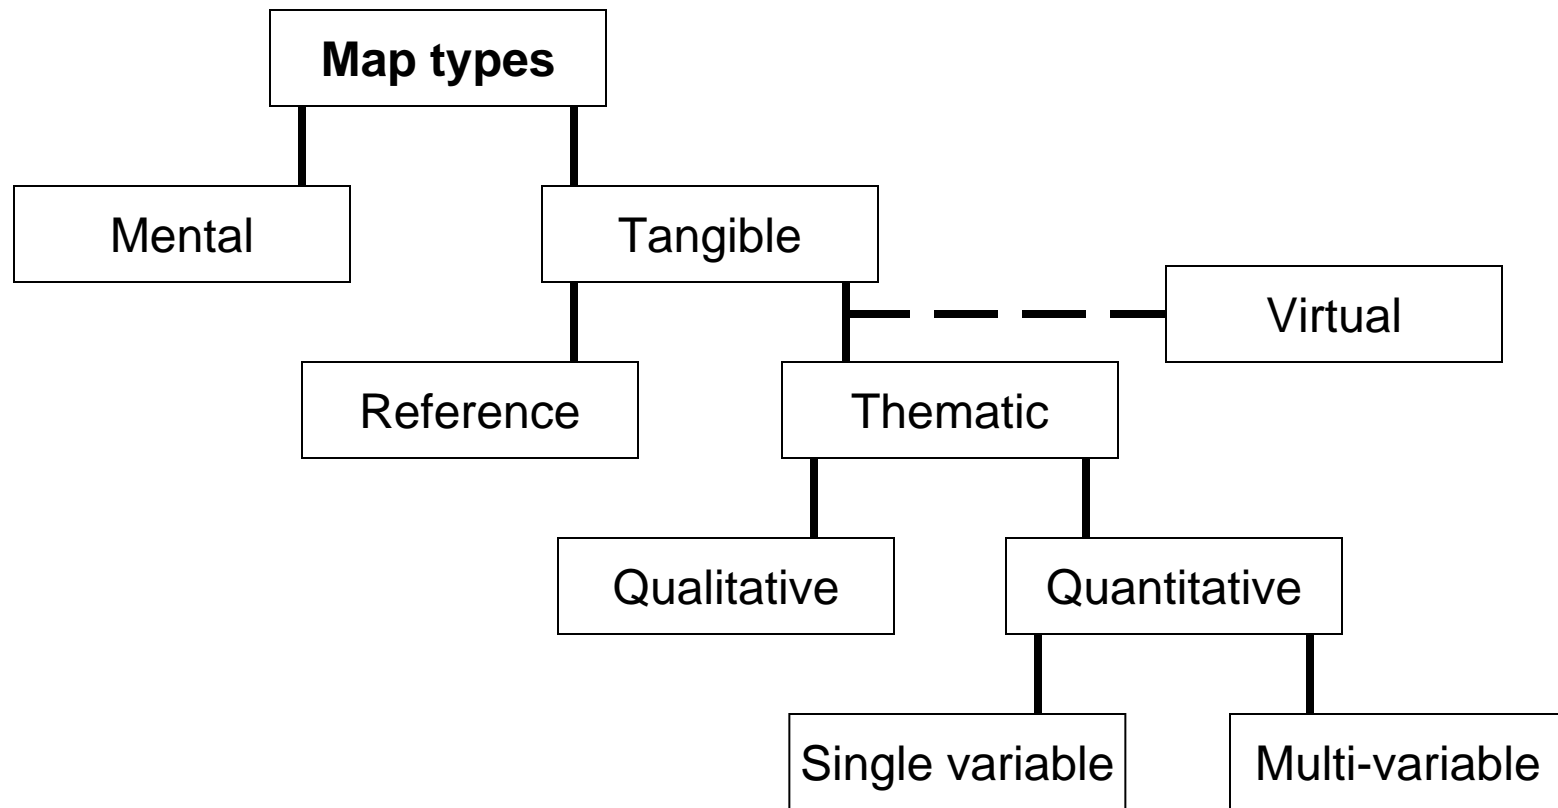 Map types
Mental
Tangible
Virtual
Reference
Thematic
Qualitative
Quantitative
Single variable
Multi-variable